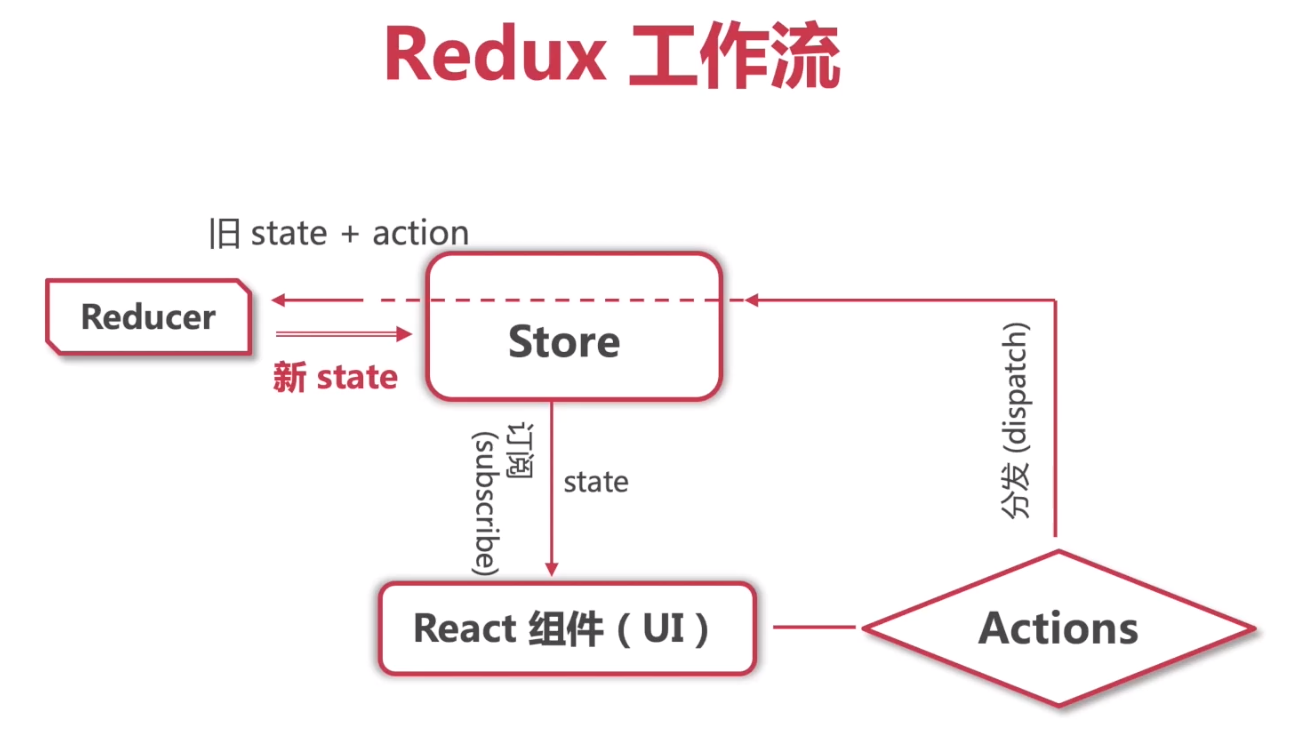 Redux 工作流
旧 state + action
Reducer
新 state
Store
分发 (dispatch)
订阅
(subscribe)
state
React 组件（UI）
Actions